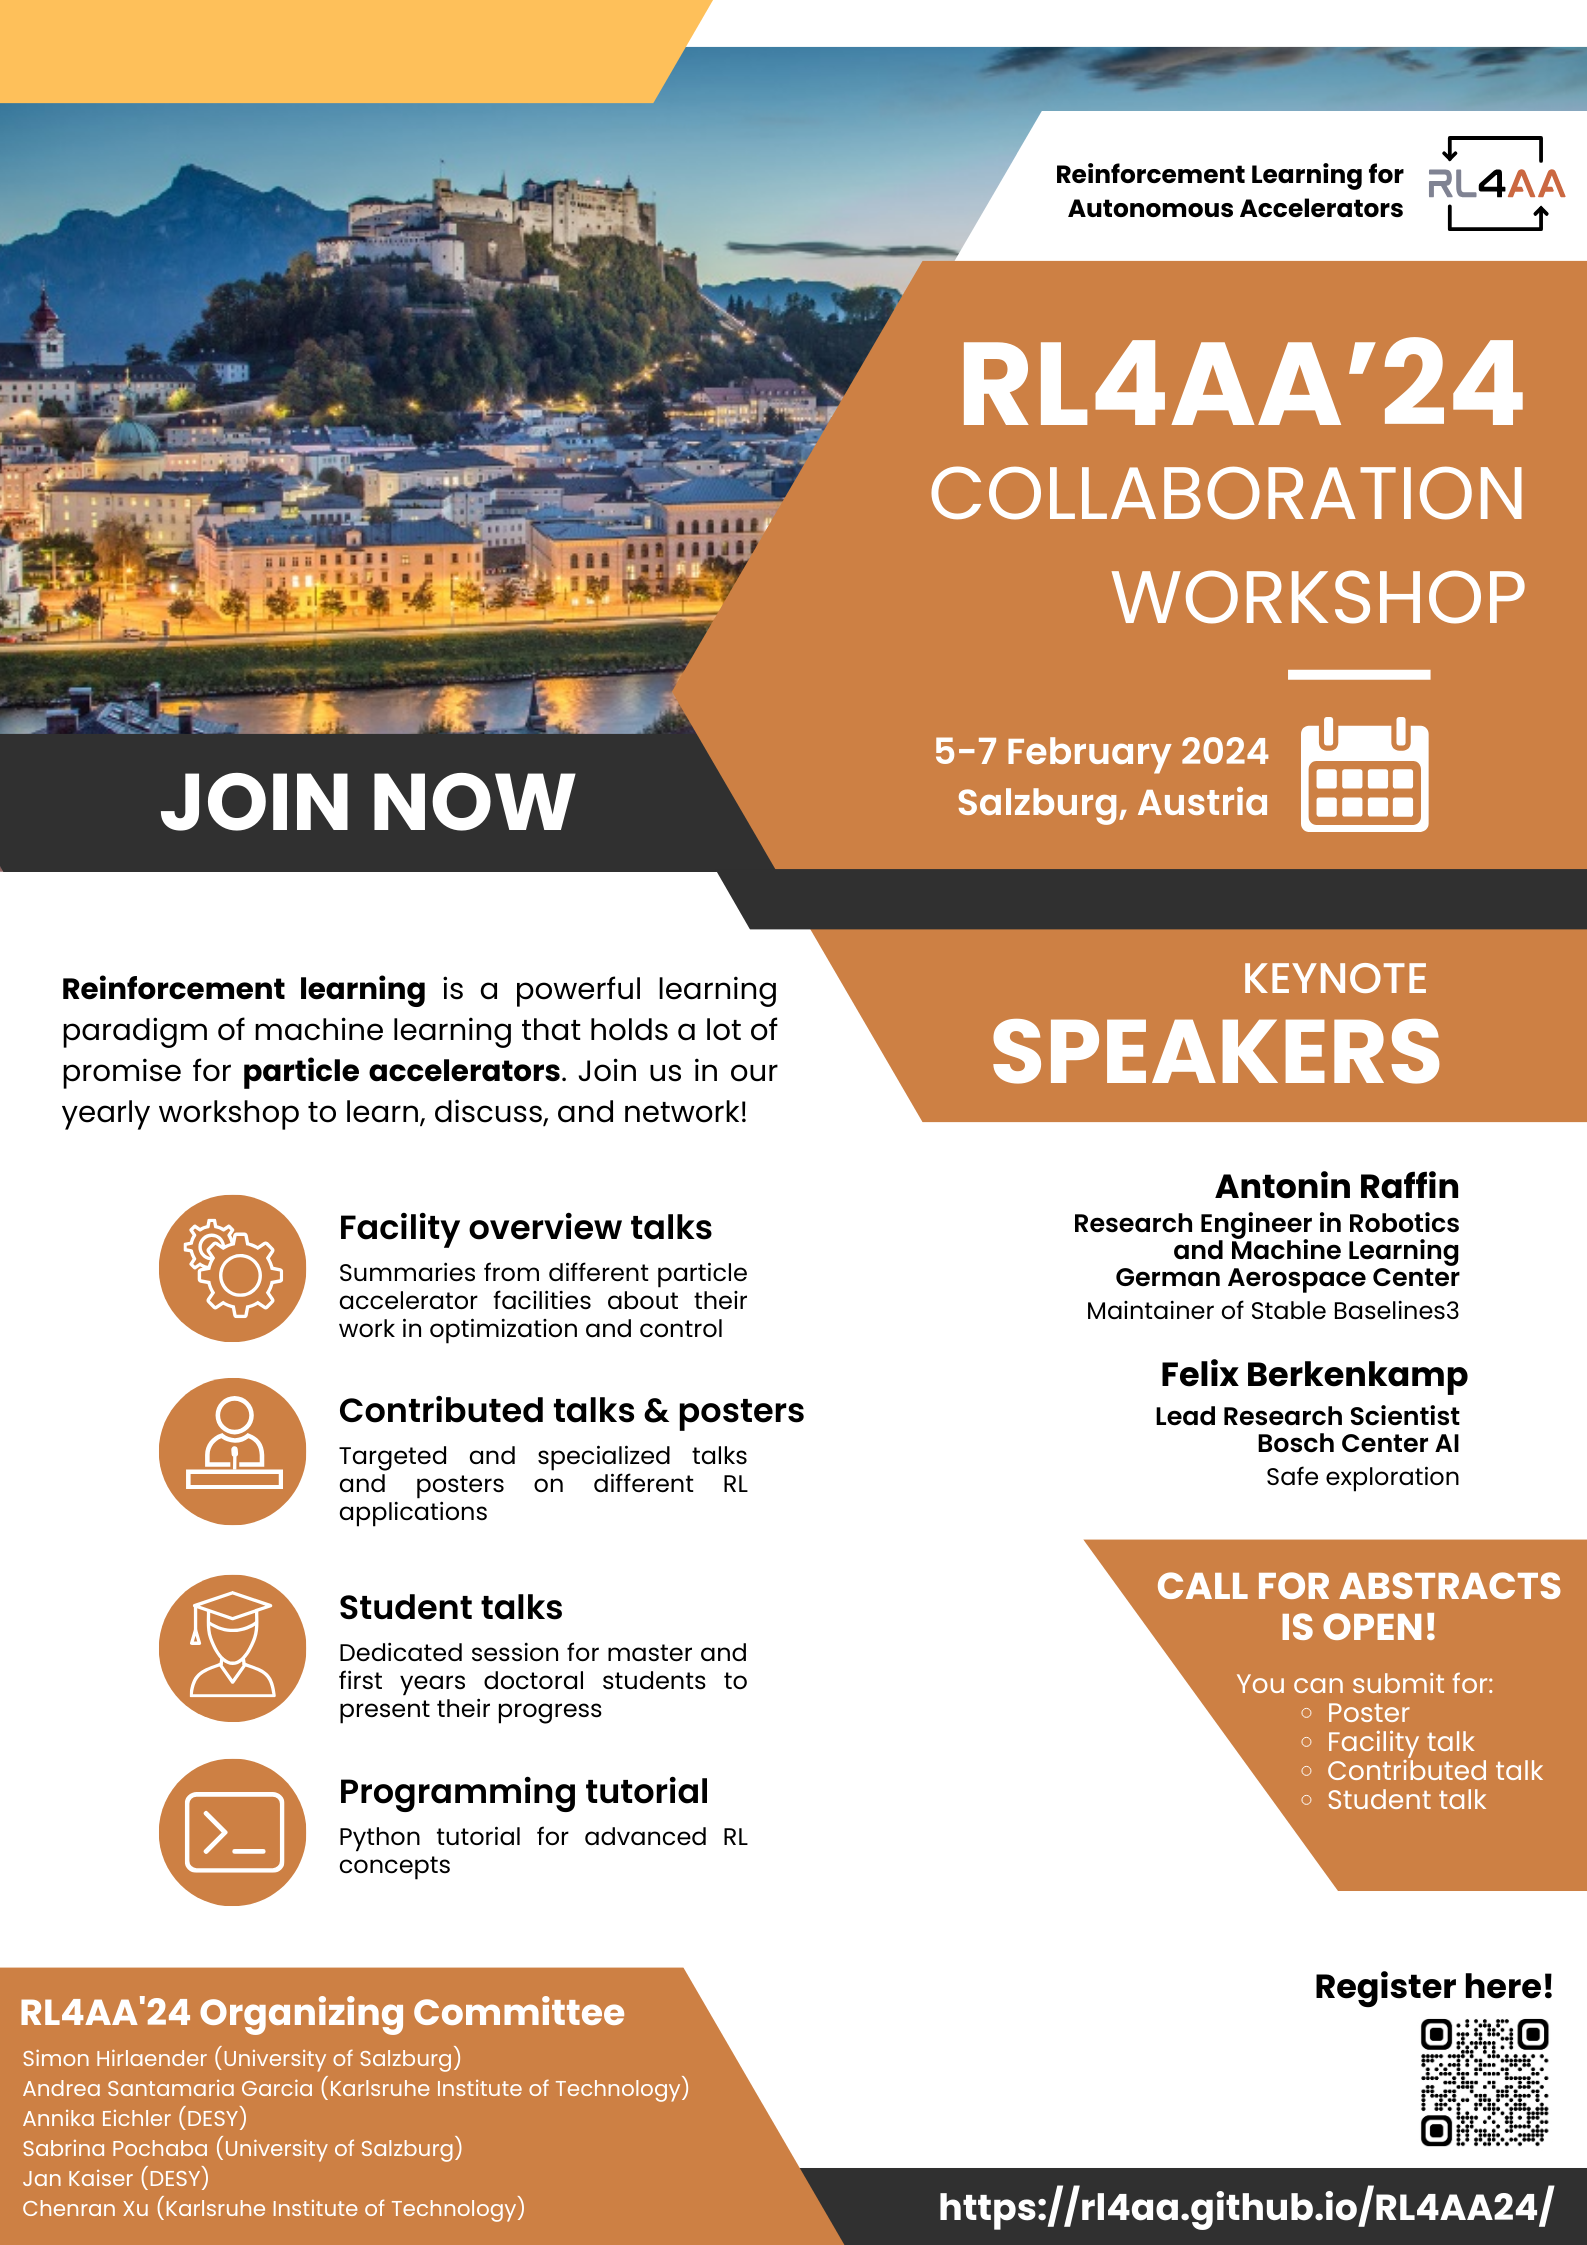 Reinforcement Learning for
Autonomous Accelerators
RL4AA
RL4AA’24
COLLABORATION
WORKSHOP
5-7 February 2024
Salzburg, Austria
JOIN NOW
Reinforcement learning is a powerful learning
paradigm of machine learning that holds a lot of
promise for particle accelerators. Join us in our
yearly workshop to learn, discuss, and network!
Facility overview talks
Summaries from different particle
accelerator facilities about their
work in optimization and control
Contributed talks & posters
Targeted and specialized talks
and posters on different RL
applications
Student talks
Dedicated session for master and
first years doctoral students to
present their progress
Programming tutorial
Python tutorial for advanced RL
concepts
KEYNOTE
SPEAKERS
Antonin Raffin
Research Engineer in Robotics
and Machine Learning
German Aerospace Center
Maintainer of Stable Baselines3
Felix Berkenkamp
Lead Research Scientist
Bosch Center AI
Safe exploration
CALL FOR ABSTRACTS
IS OPEN!
You can submit for:
Poster
Facility talk
Contributed talk
Student talk
RL4AA'24 Organizing Committee
Simon Hirlaender (University of Salzburg)
Andrea Santamaria Garcia (Karlsruhe Institute of Technology)
Annika Eichler (DESY)
Sabrina Pochaba (University of Salzburg)
Jan Kaiser (DESY)
Chenran Xu (Karlsruhe Institute of Technology)
Register here!
https://rl4aa.github.io/RL4AA24/